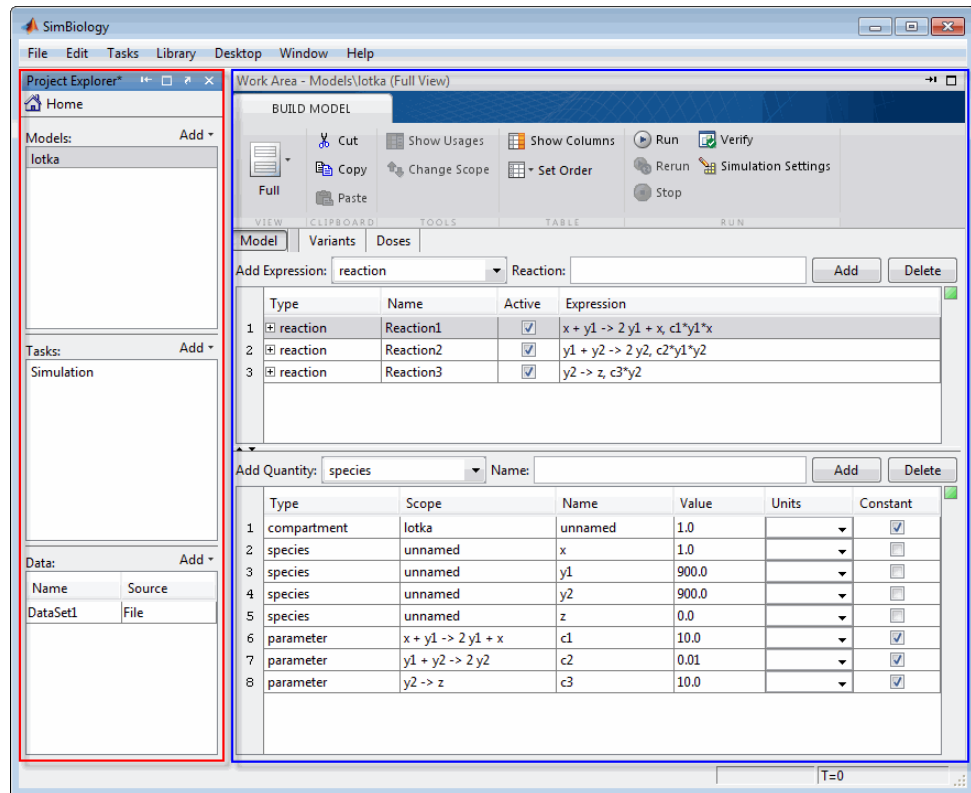 SimBiology
File Edit Tasks Library Desktop Window Help
Project Explorer*
Home
Models: Add
lotka
Tasks: Add
Simulation
Data: Add
Name Source
DataSet1 File
Work Area - Models\lotka (Full View)
BUILD MODEL
Full
VIEW
Cut
Copy
Paste
CLIPBOARD
Show Usages
Change Scope
TOOLS
Show Columns
Set Order
TABLE
Run Verify
Rerun Simulation Settings
Stop
RUN
Model Variants Doses
Add Expression: reaction Reaction: Add Delete
Type Name Active Expression
1 reaction Reaction1 x + y1 -> 2 y1 + x, c1*y1*x
2 reaction Reaction2 y1 + y2 -> 2 y2, c2*y1*y2
3 reaction Reaction3 y2 -> z, c3*y2
Add Quantity: species Name: Add Delete
Type Scope Name Value Units Constant
1 compartment lotka unnamed 1.0
2 species unnamed x 1.0
3 species unnamed y1 900.0
4 species unnamed y2 900.0
5 species unnamed z 0.0
6 parameter x + y1 -> 2 y1 + x c1 10.0
7 parameter y1 + y2 -> 2 y2 c2 0.01
8 parameter y2 -> z c3 10.0
T=0